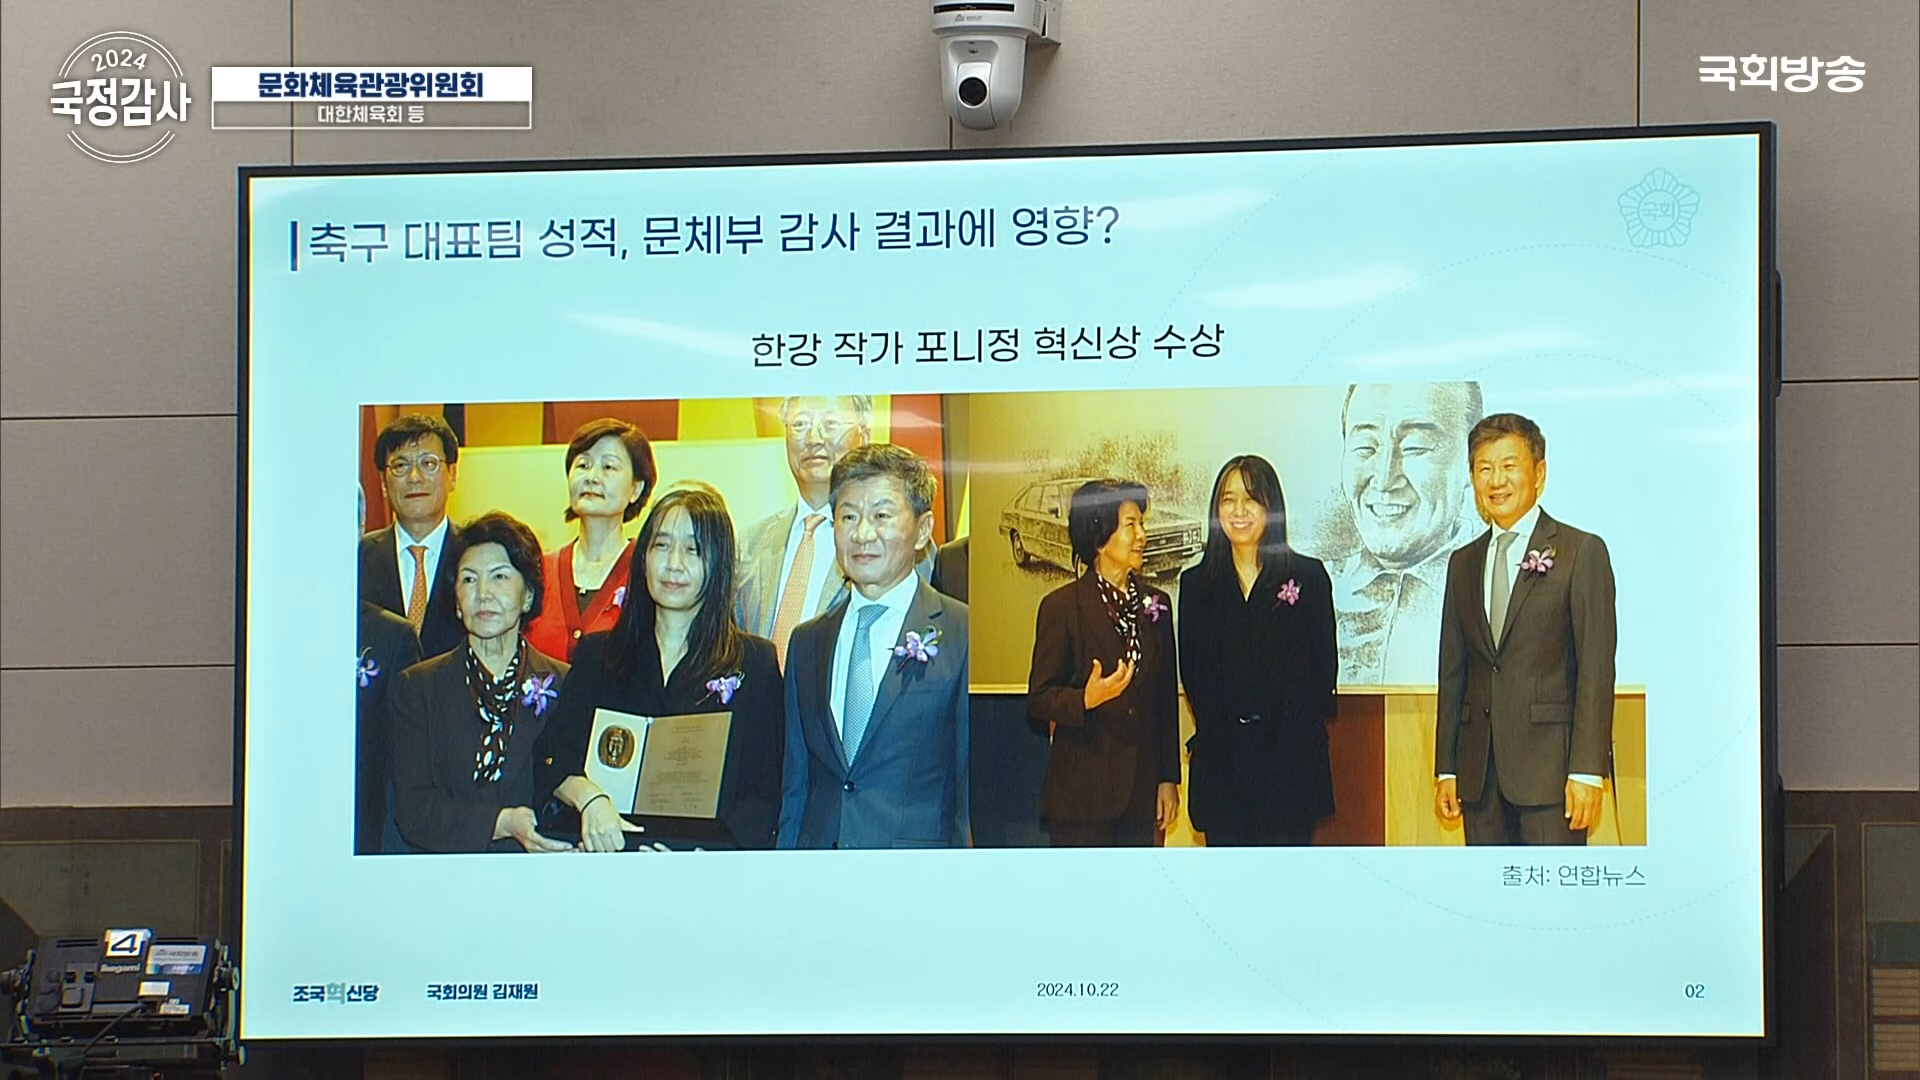 2024
국정감사
문화체육관광위원회
대한체육회 등
국회방송
축구 대표팀 성적, 문체부 감사 결과에 영향?
국회
한강 작가 포니정 혁신상 수상
출처: 연합뉴스
4
Ikegami
국회방송
조국혁신당
국회의원 김재원
2024.10.22
02